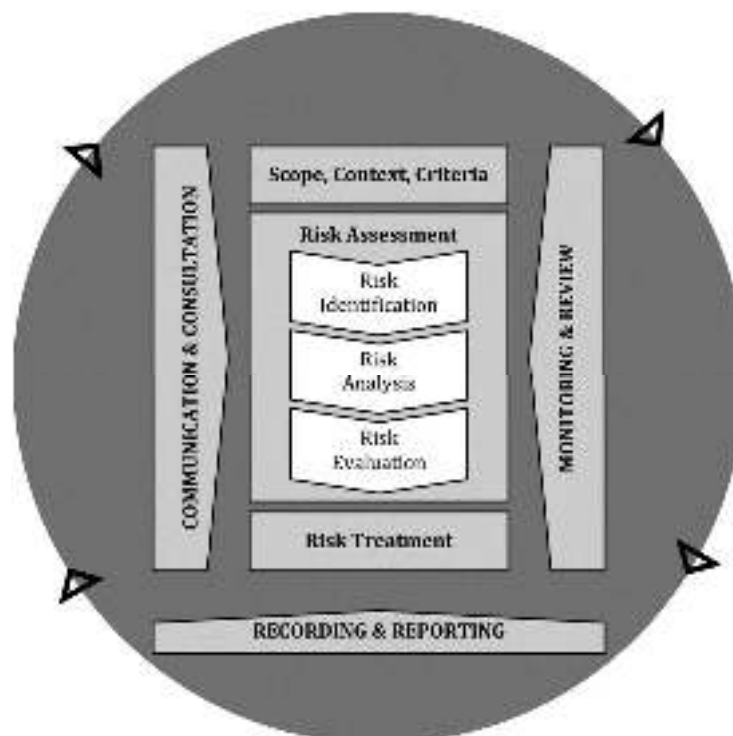 Scope, Context, Criteria
COMMUNICATION & CONSULTATION
Risk Assessment
Risk
Identification
Risk
Analysis
Risk
Evaluation
MONITORING & REVIEW
Risk Treatment
RECORDING & REPORTING